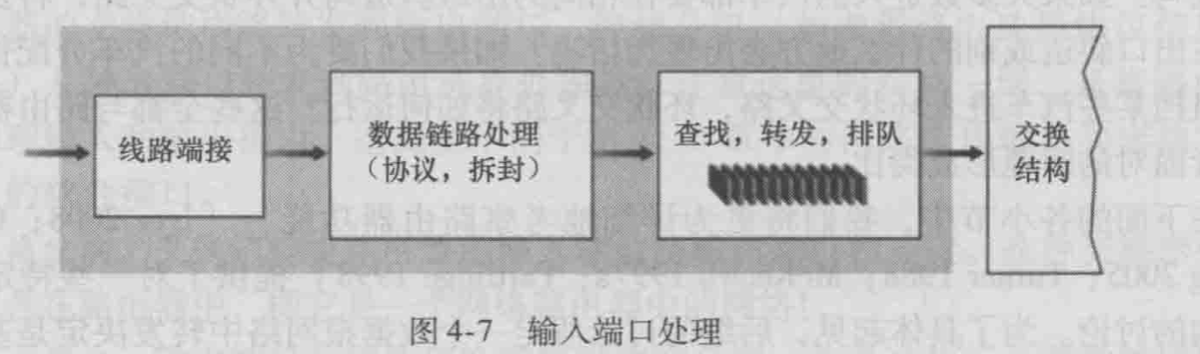 线路端接
数据链路处理
（协议，拆封）
查找，转发，排队
交换
结构
图 4-7 输入端口处理